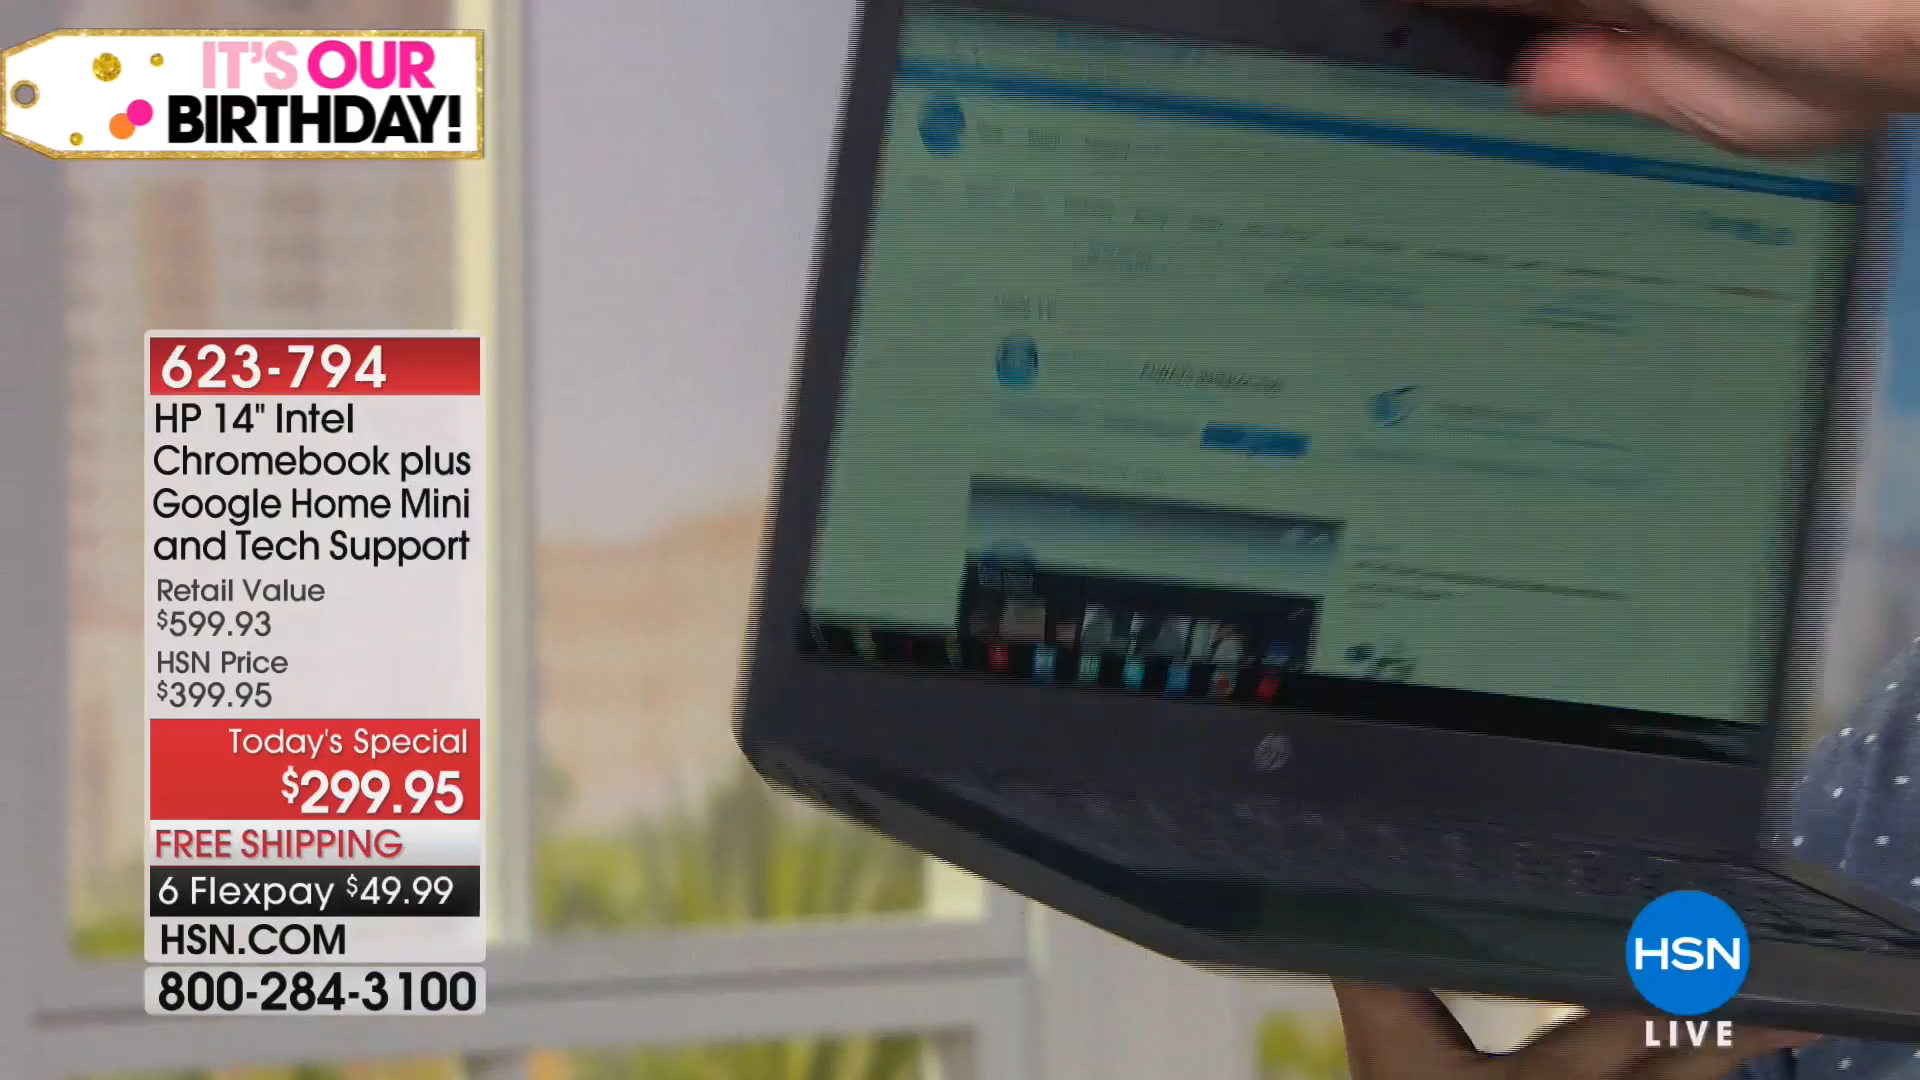 IT'S OUR
BIRTHDAY!
623-794
HP 14" Intel
Chromebook plus
Google Home Mini
and Tech Support
Retail Value
$599.93
HSN Price
$399.95
Today's Special
$299.95
FREE SHIPPING
6 Flexpay $49.99
HSN.COM
800-284-3100
hp
HSN
LIVE